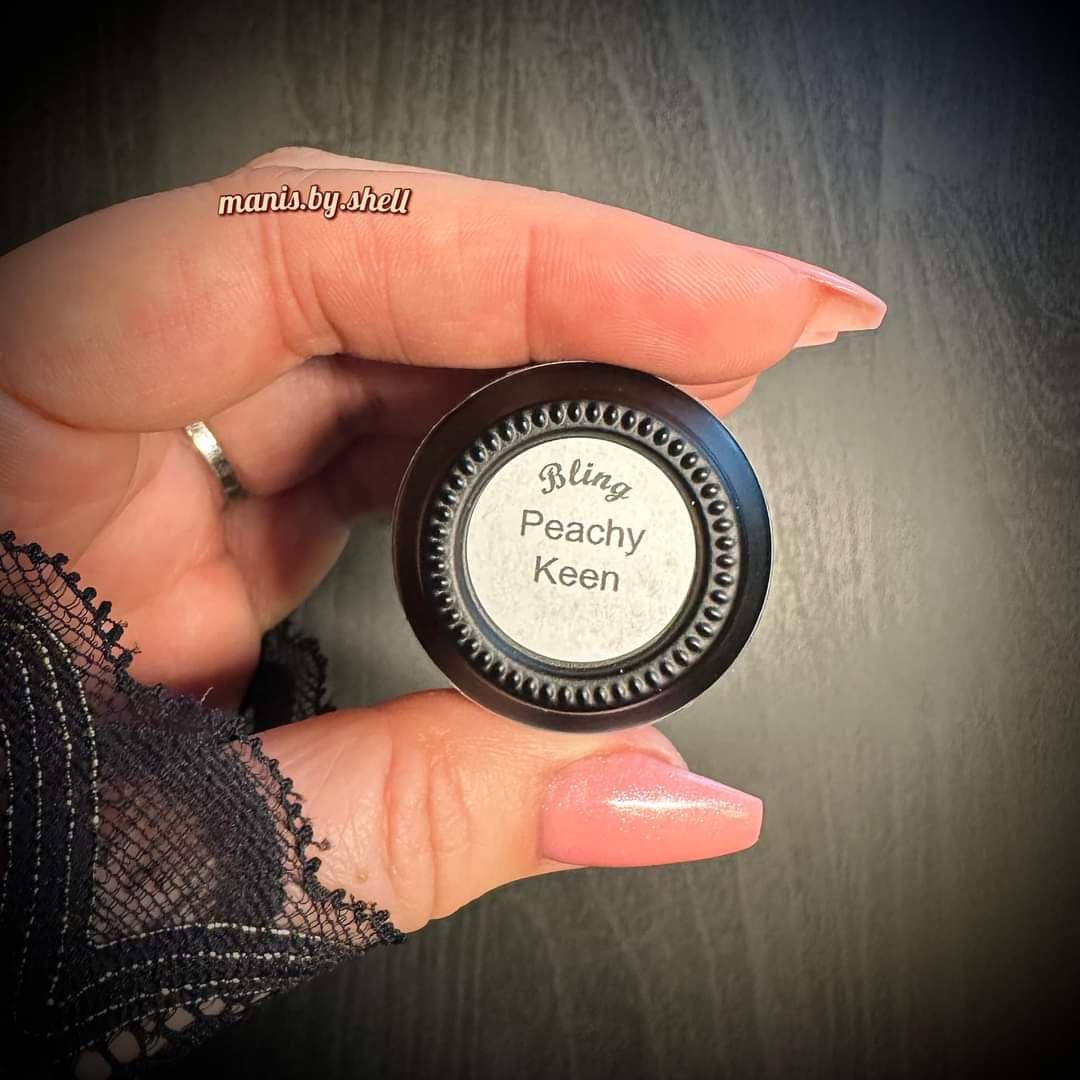 manis.by.shell
Bling
Peachy
Keen